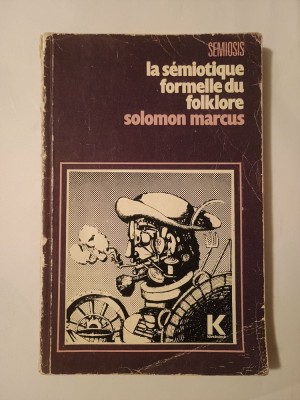 SEMIOSIS
la sémiotique
formelle du
folklore
solomon marcus
K